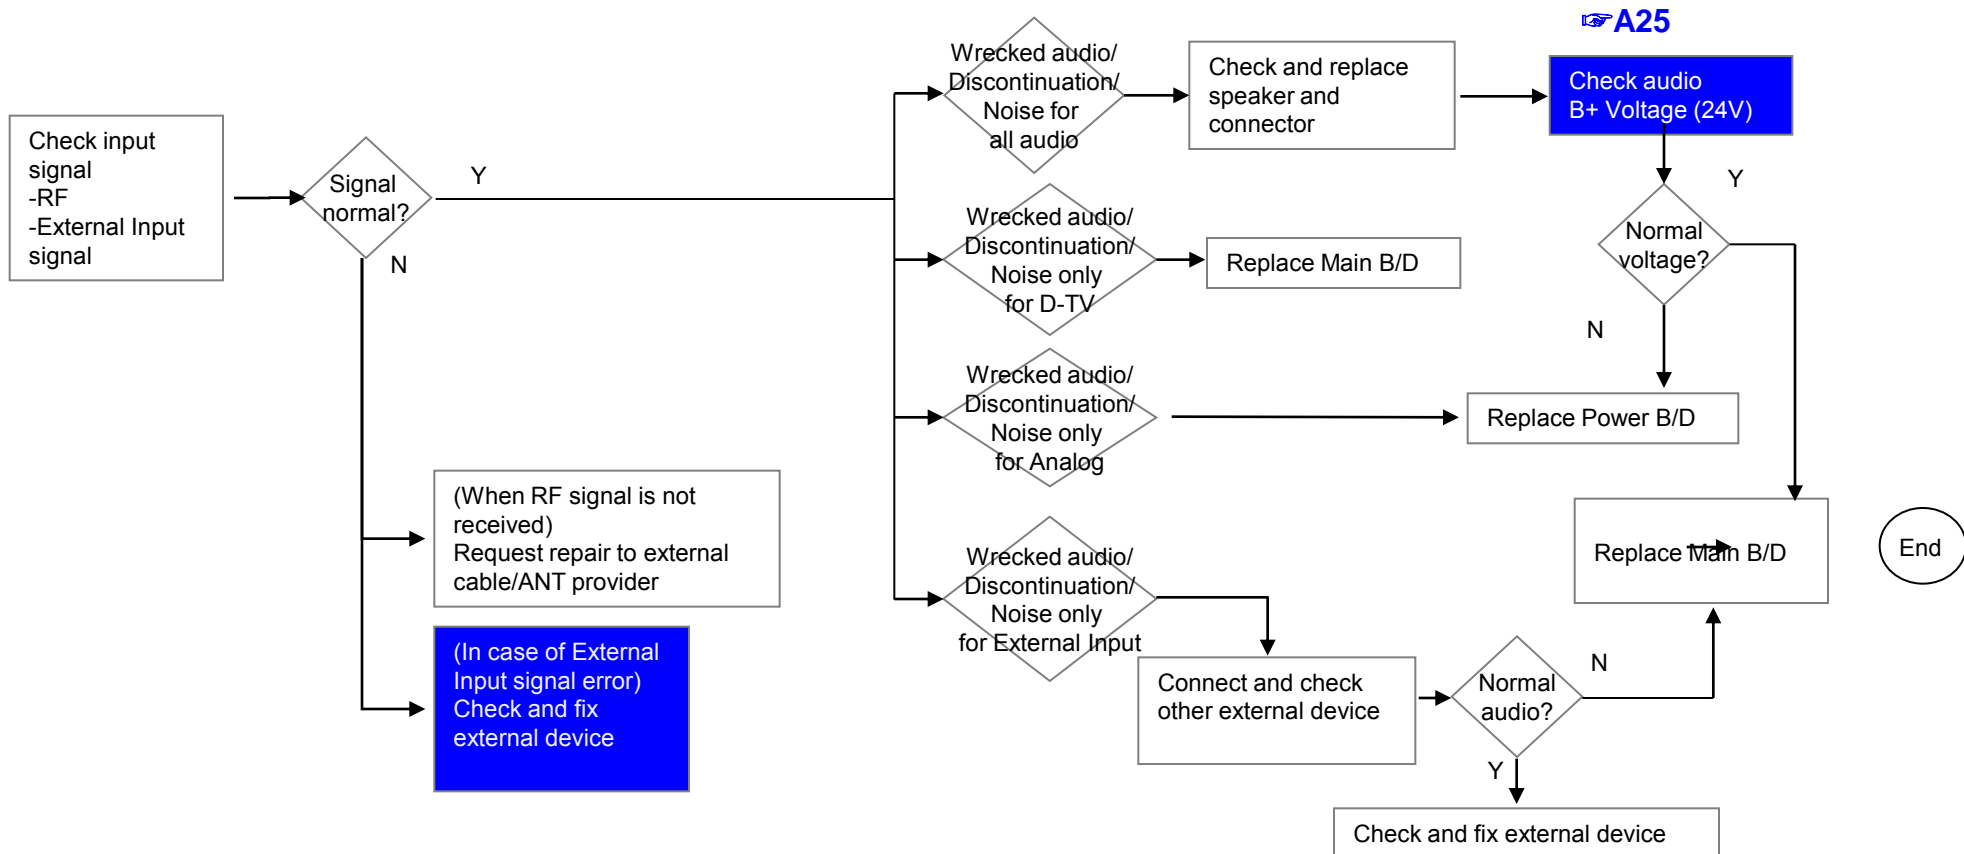 ☞A25
Check input
signal
-RF
-External Input
signal
Signal
normal?
Y
N
Wrecked audio/
Discontinuation/
Noise for
all audio
Check and replace
speaker and
connector
Check audio
B+ Voltage (24V)
Normal
voltage?
Y
N
Wrecked audio/
Discontinuation/
Noise only
for D-TV
Replace Main B/D
Wrecked audio/
Discontinuation/
Noise only
for Analog
Replace Power B/D
(When RF signal is not
received)
Request repair to external
cable/ANT provider
(In case of External
Input signal error)
Check and fix
external device
Wrecked audio/
Discontinuation/
Noise only
for External Input
Connect and check
other external device
Normal
audio?
N
Y
Replace Main B/D
End
Check and fix external device